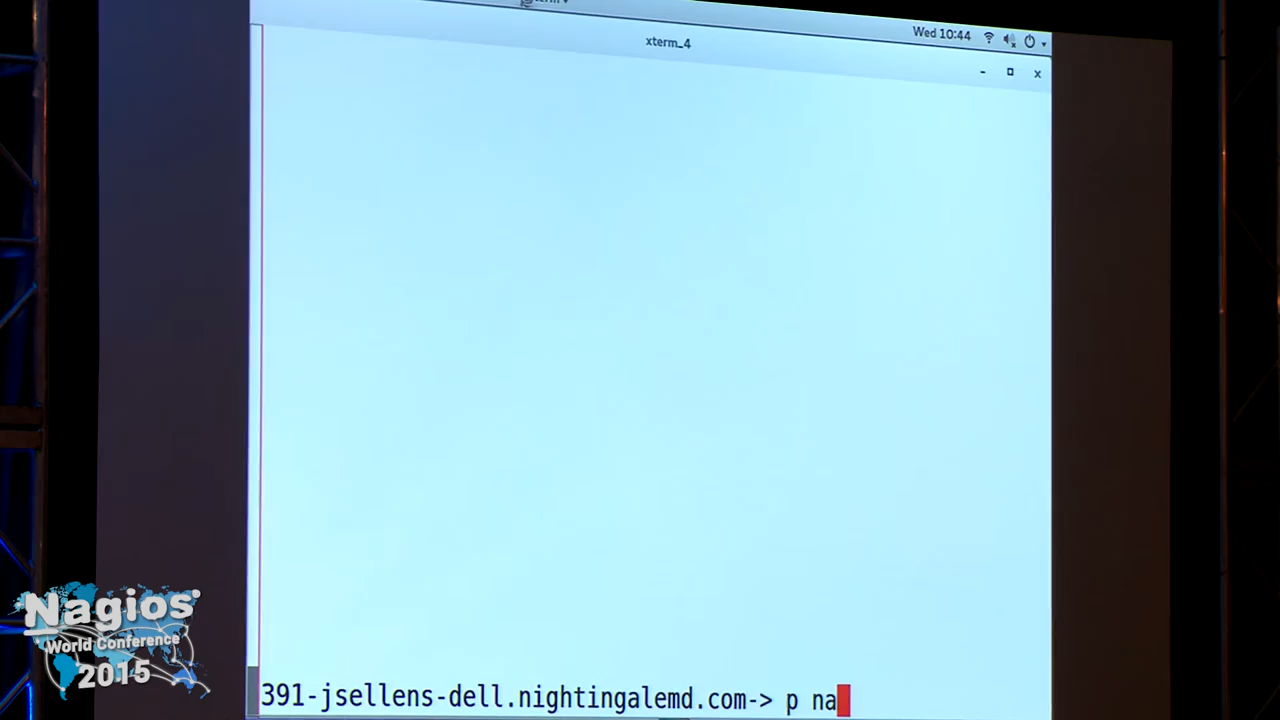 Wed 10:44
xterm_4
391-jsellens-dell.nightingalemd.com-> p na
Nagios
World Conference
2015